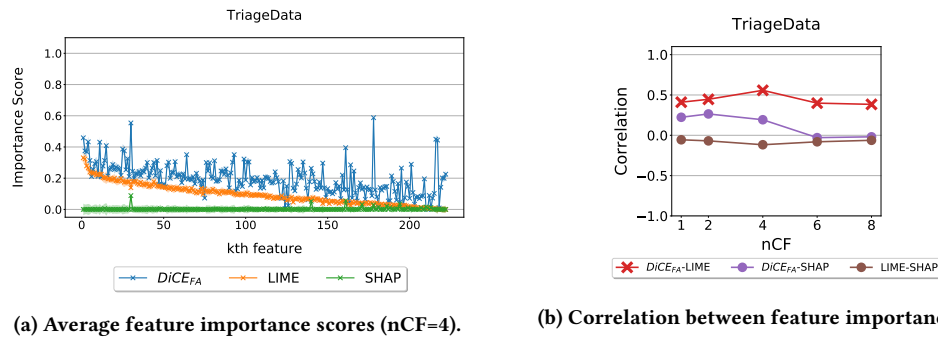 TriageData
1.0
0.8
0.6
0.4
0.2
0.0
Importance Score
0
50
100
150
200
kth feature
DiCE_FA
LIME
SHAP
(a) Average feature importance scores (nCF=4).
TriageData
1.0
0.5
0.0
−0.5
−1.0
Correlation
1
2
4
6
8
nCF
DiCE_FA-LIME
DiCE_FA-SHAP
LIME-SHAP
(b) Correlation between feature importan